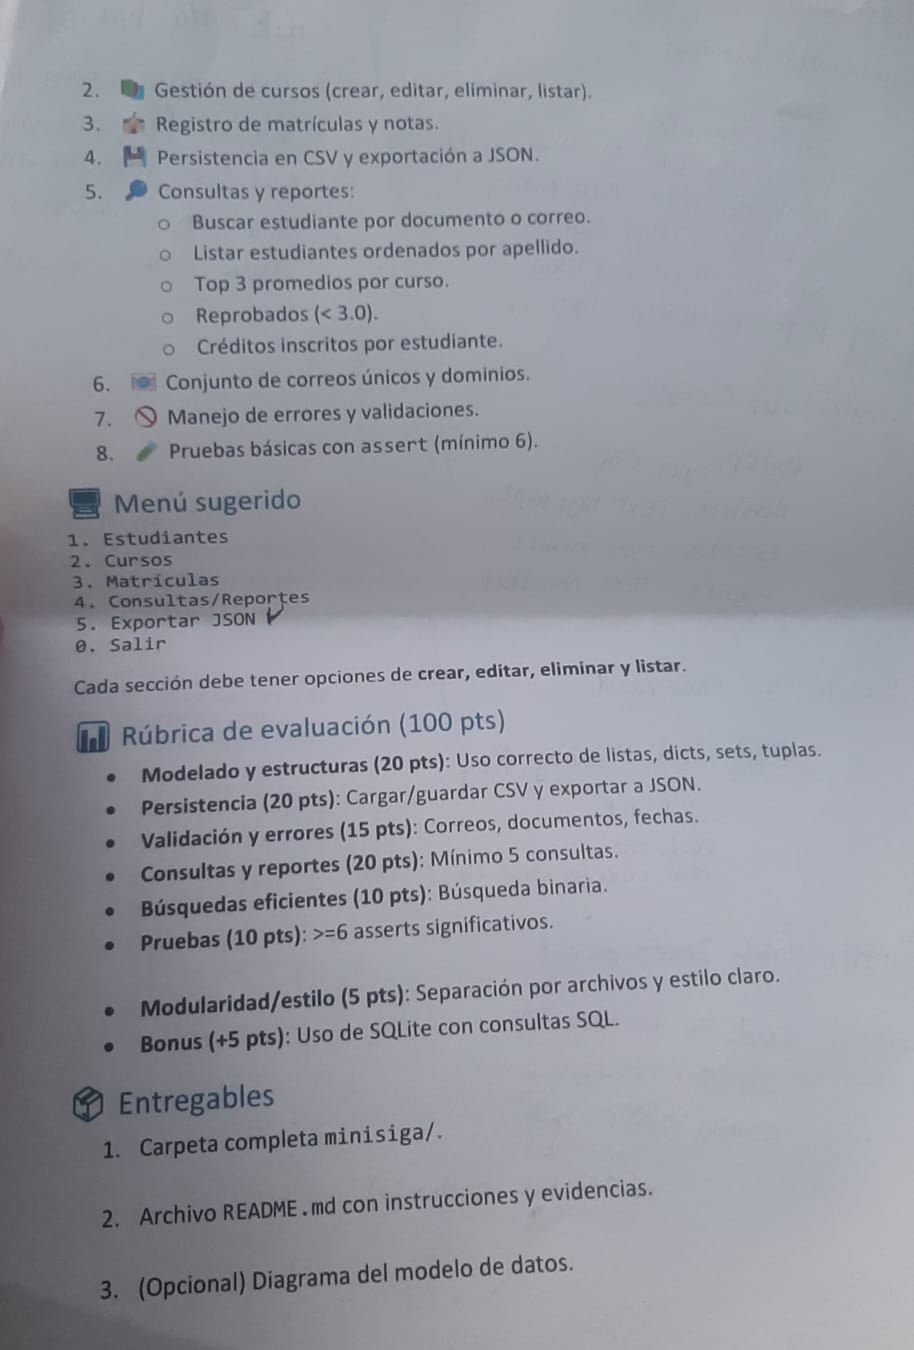 2. Gestión de cursos (crear, editar, eliminar, listar).
3. Registro de matrículas y notas.
4. Persistencia en CSV y exportación a JSON.
5. Consultas y reportes:
○ Buscar estudiante por documento o correo.
○ Listar estudiantes ordenados por apellido.
○ Top 3 promedios por curso.
○ Reprobados (< 3.0).
○ Créditos inscritos por estudiante.
6. Conjunto de correos únicos y dominios.
7. Manejo de errores y validaciones.
8. Pruebas básicas con assert (mínimo 6).
Menú sugerido
1. Estudiantes
2. Cursos
3. Matrículas
4. Consultas/Reportes
5. Exportar JSON
0. Salir
Cada sección debe tener opciones de crear, editar, eliminar y listar.
Rúbrica de evaluación (100 pts)
● Modelado y estructuras (20 pts): Uso correcto de listas, dicts, sets, tuplas.
● Persistencia (20 pts): Cargar/guardar CSV y exportar a JSON.
● Validación y errores (15 pts): Correos, documentos, fechas.
● Consultas y reportes (20 pts): Mínimo 5 consultas.
● Búsquedas eficientes (10 pts): Búsqueda binaria.
● Pruebas (10 pts): >=6 asserts significativos.
● Modularidad/estilo (5 pts): Separación por archivos y estilo claro.
● Bonus (+5 pts): Uso de SQLite con consultas SQL.
Entregables
1. Carpeta completa minisiga/.
2. Archivo README.md con instrucciones y evidencias.
3. (Opcional) Diagrama del modelo de datos.